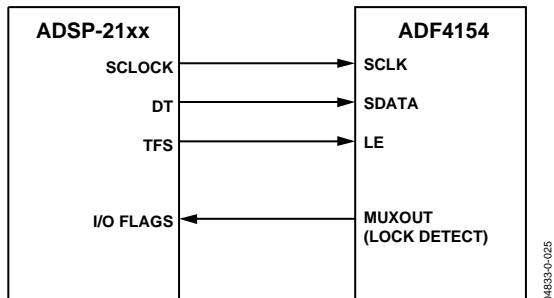 ADSP-21xx
ADF4154
SCLOCK
SCLK
DT
SDATA
TFS
LE
I/O FLAGS
MUXOUT
(LOCK DETECT)
04833-0-025